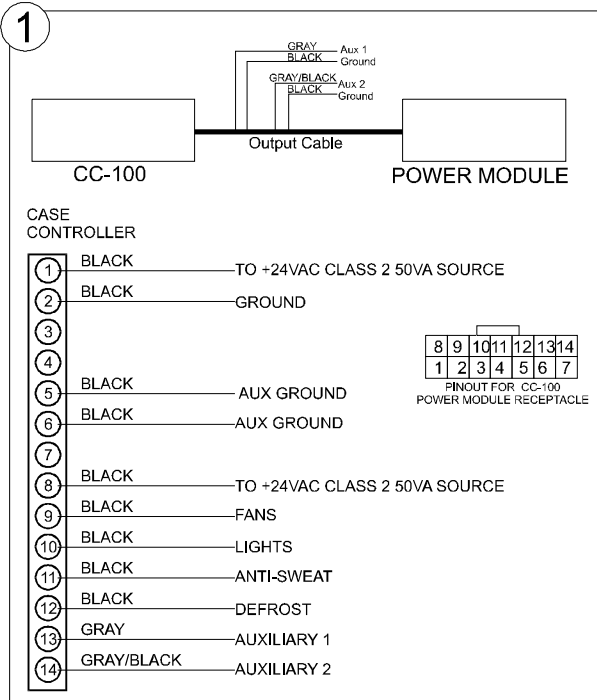 1
GRAY Aux 1
BLACK Ground
GRAY/BLACK Aux 2
BLACK Ground
Output Cable
CC-100
POWER MODULE
CASE
CONTROLLER
1 BLACK TO +24VAC CLASS 2 50VA SOURCE
2 BLACK GROUND
3
4
5 BLACK AUX GROUND
6 BLACK AUX GROUND
7
8 BLACK TO +24VAC CLASS 2 50VA SOURCE
9 BLACK FANS
10 BLACK LIGHTS
11 BLACK ANTI-SWEAT
12 BLACK DEFROST
13 GRAY AUXILIARY 1
14 GRAY/BLACK AUXILIARY 2
8 9 10 11 12 13 14
1 2 3 4 5 6 7
PINOUT FOR CC-100
POWER MODULE RECEPTACLE